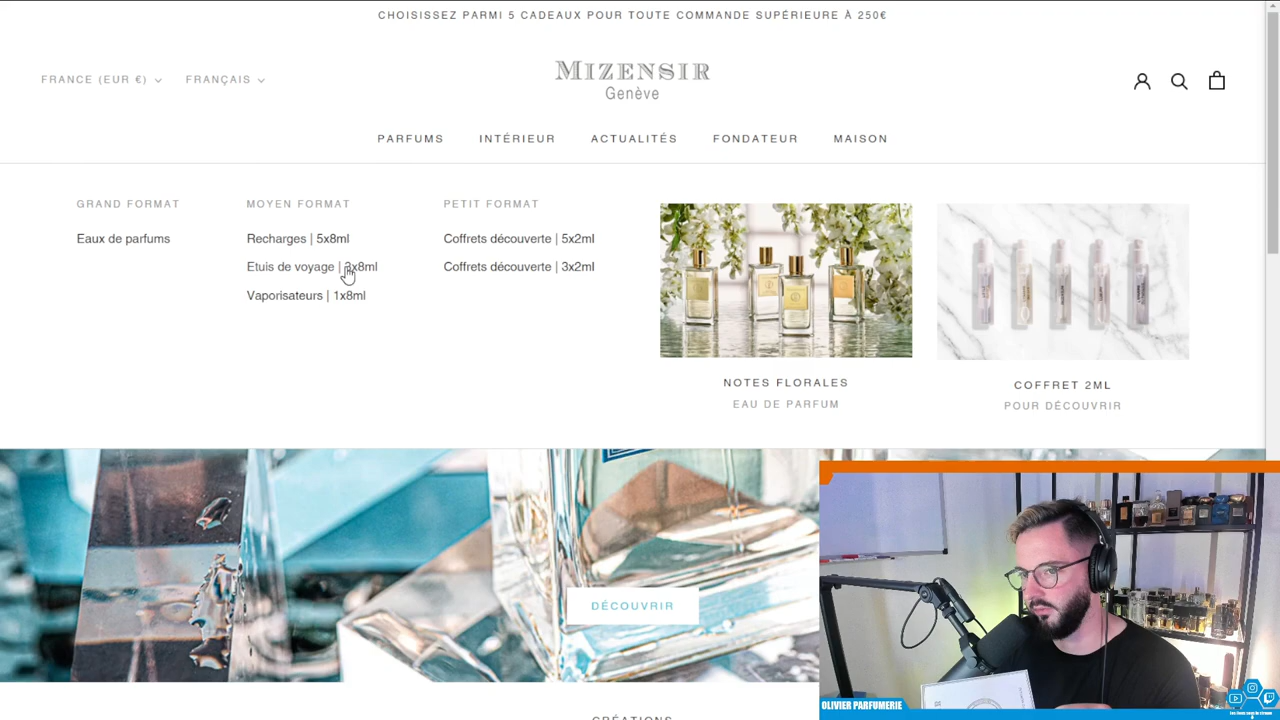 CHOISISSEZ PARMI 5 CADEAUX POUR TOUTE COMMANDE SUPÉRIEURE À 250€
FRANCE (EUR €)
FRANÇAIS
MIZENSIR
Genève
PARFUMS
INTÉRIEUR
ACTUALITÉS
FONDATEUR
MAISON
GRAND FORMAT
Eaux de parfums
MOYEN FORMAT
Recharges | 5x8ml
Etuis de voyage | 3x8ml
Vaporisateurs | 1x8ml
PETIT FORMAT
Coffrets découverte | 5x2ml
Coffrets découverte | 3x2ml
NOTES FLORALES
EAU DE PARFUM
COFFRET 2ML
POUR DÉCOUVRIR
DÉCOUVRIR
CRÉATIONS
OLIVIER PARFUMERIE